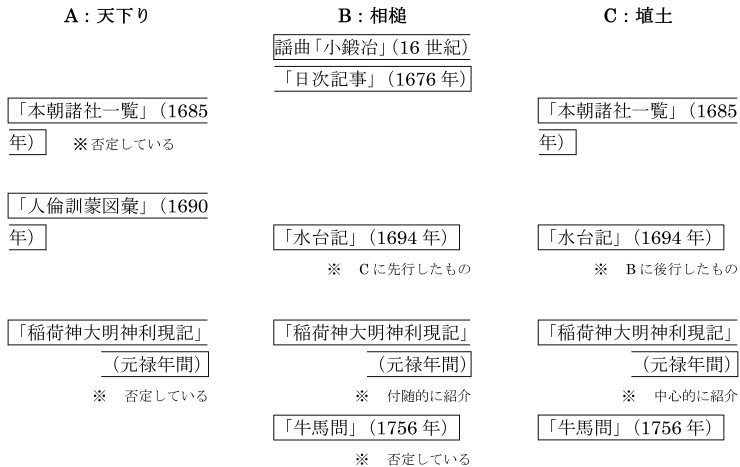 A：天下り
B：相槌
C：埴土
謡曲「小鍛冶」（16 世紀）
「日次記事」（1676 年）
「本朝諸社一覧」（1685
年）
※否定している
「本朝諸社一覧」（1685
年）
「人倫訓蒙図彙」（1690
年）
「水台記」（1694 年）
※　C に先行したもの
「水台記」（1694 年）
※　B に後行したもの
「稲荷神大明神利現記」
（元禄年間）
※　否定している
「稲荷神大明神利現記」
（元禄年間）
※　付随的に紹介
「稲荷神大明神利現記」
（元禄年間）
※　中心的に紹介
「牛馬問」（1756 年）
※　否定している
「牛馬問」（1756 年）